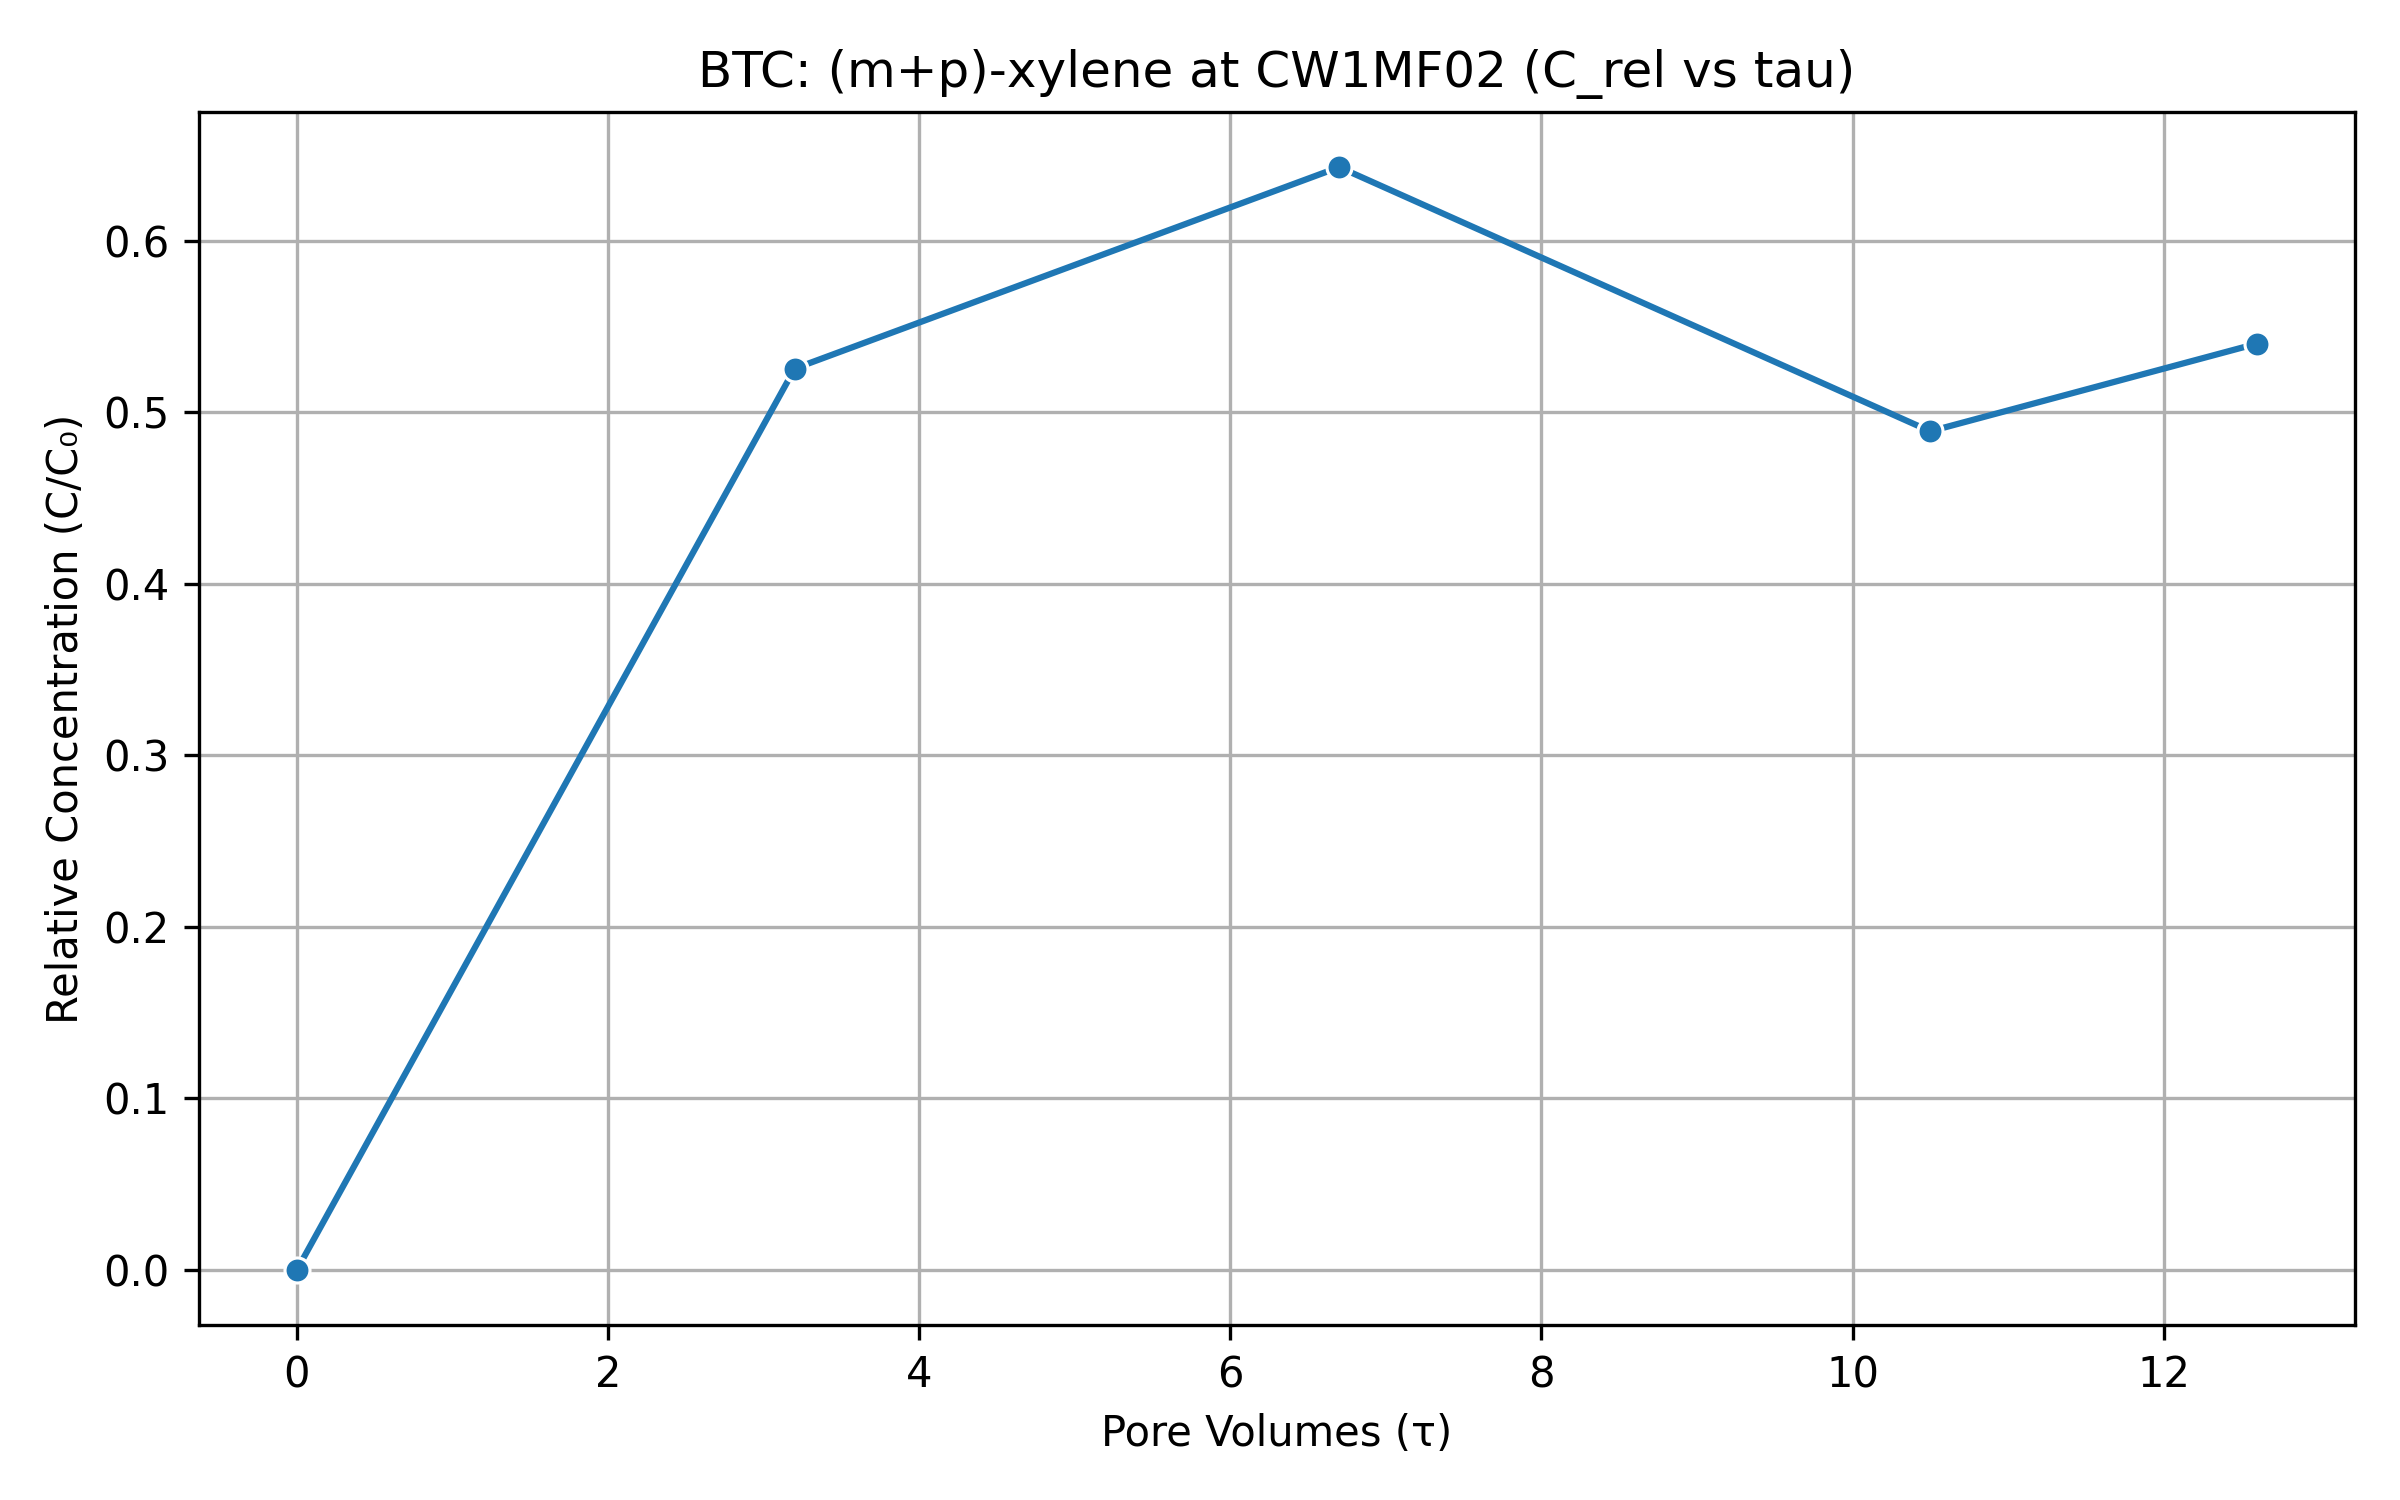 BTC: (m+p)-xylene at CW1MF02 (C_rel vs tau)
Relative Concentration (C/C₀)
0.6
0.5
0.4
0.3
0.2
0.1
0.0
0 2 4 6 8 10 12
Pore Volumes (τ)